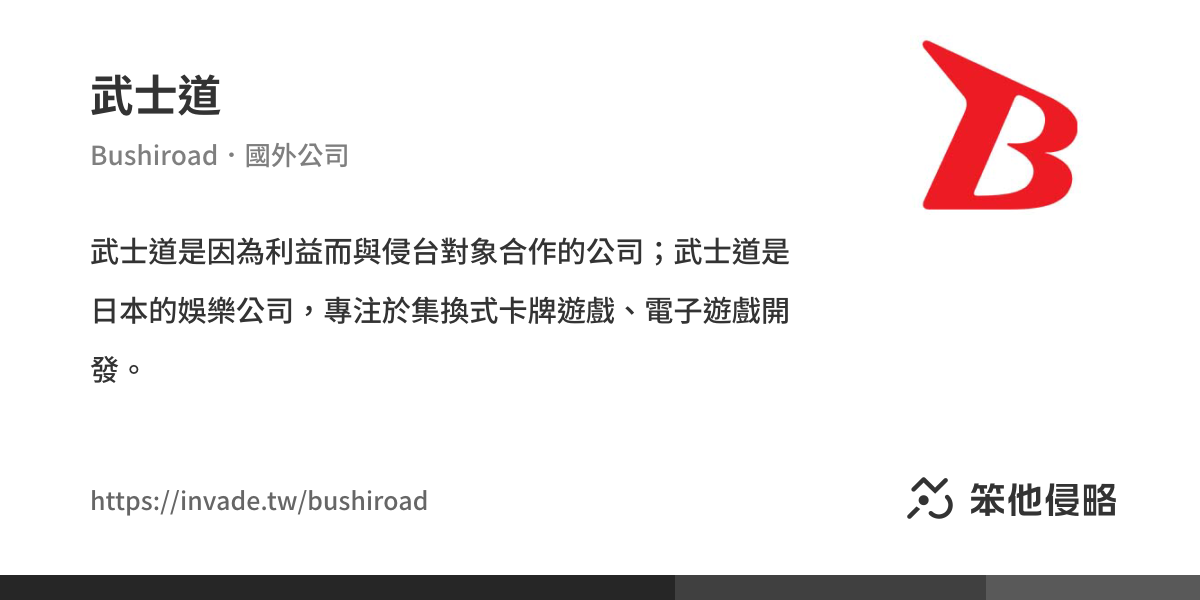 武士道
Bushiroad・國外公司
武士道是因為利益而與侵台對象合作的公司；武士道是
日本的娛樂公司，專注於集換式卡牌遊戲、電子遊戲開
發。
https://invade.tw/bushiroad
笨他侵略